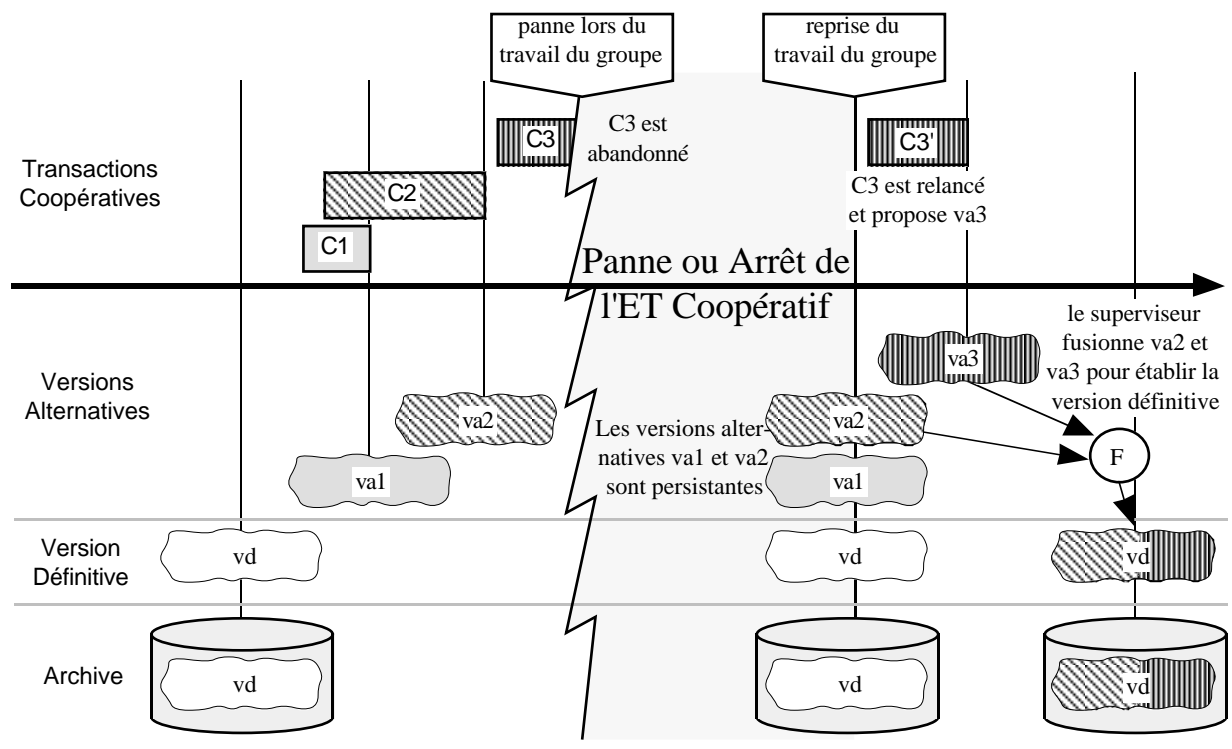 panne lors du
travail du groupe
reprise du
travail du groupe
C3
C3 est
abandonné
C3'
Transactions
Coopératives
C2
C3 est relancé
et propose va3
C1
Panne ou Arrêt de
l'ET Coopératif
le superviseur
fusionne va2 et
va3 pour établir la
version définitive
va3
Versions
Alternatives
va2
va2
Les versions alter-
natives va1 et va2
sont persistantes
F
va1
va1
Version
Définitive
vd
vd
vd
Archive
vd
vd
vd